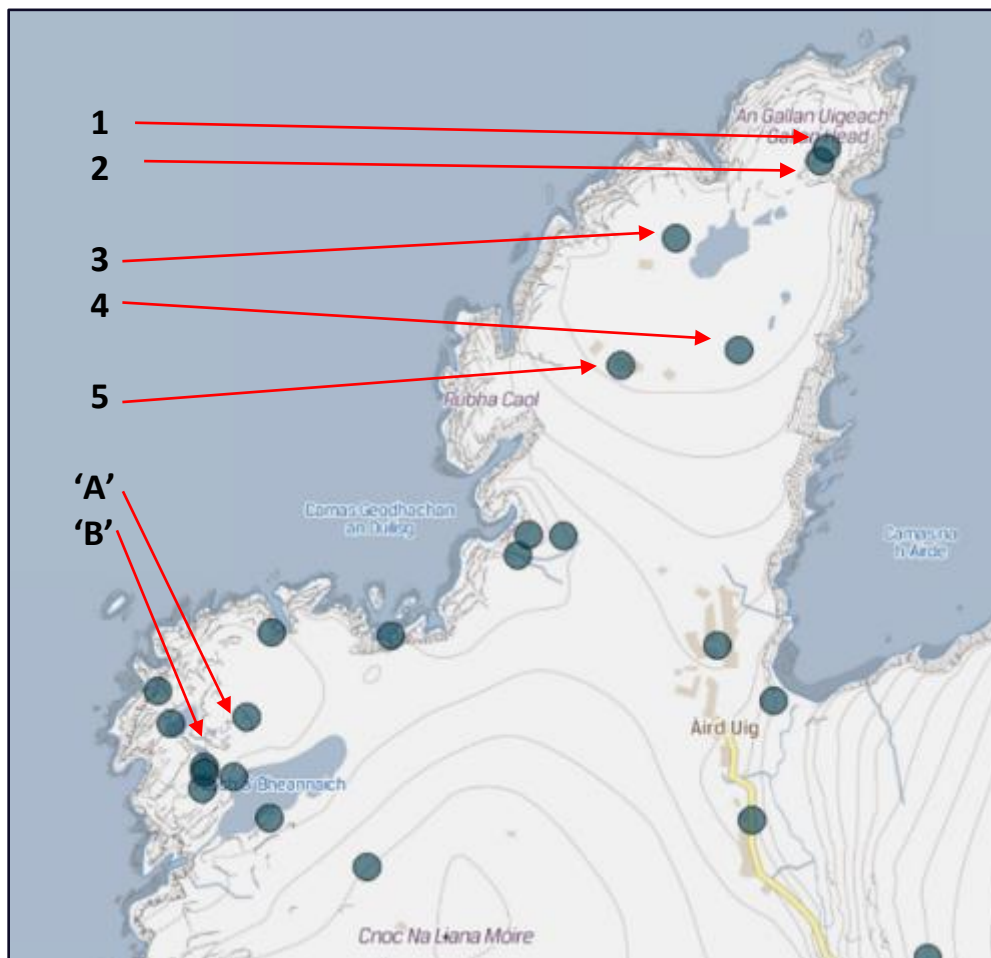 1
An Gallan Uigeach
/ Gallan Head
2
3
4
5
Rubha Caol
‘A’
Camas Geodhachan
an Duilisg
‘B’
Camas na
h Airde
Aird Uig
Bheannaich
Cnoc Na Liana Moire